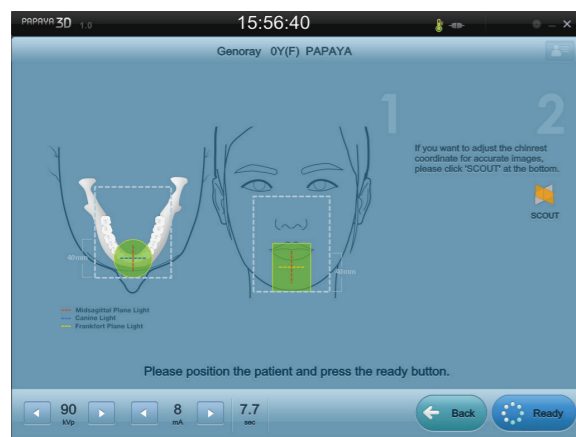 PAPAYA 3D 1.0
15:56:40
Genoray 0Y(F) PAPAYA
1
2
If you want to adjust the chinrest
coordinate for accurate images,
please click 'SCOUT' at the bottom.
SCOUT
40mm
40mm
Midsagittal Plane Light
Canine Light
Frankfort Plane Light
Please position the patient and press the ready button.
90
kVp
8
mA
7.7
sec
Back
Ready